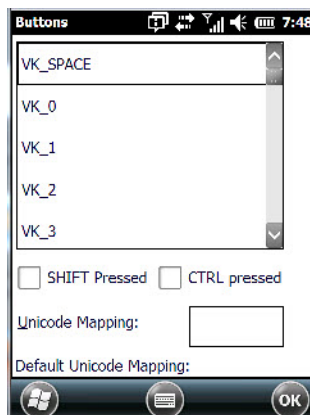 Buttons 7:48
VK_SPACE
VK_0
VK_1
VK_2
VK_3
SHIFT Pressed CTRL pressed
Unicode Mapping:
Default Unicode Mapping:
OK